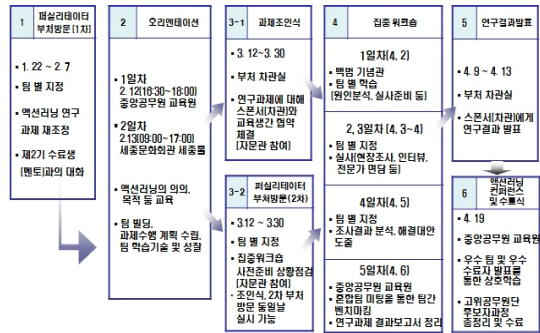 1
퍼실리테이터
부처방문[1차]
• 1. 22 ~ 2. 7
• 팀 별 지정
• 액션러닝 연구
과제 재조정
• 제2기 수료생
(멘토)과의 대화
2
오리엔테이션
• 1일차
2. 12(16:30~18:00)
중앙공무원 교육원
• 2일차
2.13(09:00~17:00)
세종문화회관 세종홀
• 액션러닝의 의의,
목적 등 교육
• 팀 빌딩,
과제수행 계획 수립,
팀 학습기술 및 성찰
3-1
과제조인식
• 3. 12~3. 30
• 부처 차관실
• 연구과제에 대해
스폰서(차관)와
교육생간 협약
체결
(자문관 참여)
3-2
퍼실리테이터
부처방문(2차)
• 3.12 ~ 3.30
• 팀 별 지정
• 집중워크숍
사전준비 상황점검
[자문관 참여]
• 조인식, 2차 부처
방문 동일날
실시 가능
4
집중 워크숍
1일차(4. 2)
• 백범 기념관
• 팀 별 학습
[원인분석, 실사준비 등]
2, 3일차(4. 3~4)
• 팀 별 지정
• 실사(현장조사, 인터뷰,
전문가 면담 등)
4일차(4. 5)
• 팀 별 지정
• 조사결과 분석, 해결대안
도출
5일차(4. 6)
• 중앙공무원 교육원
• 혼합팀 미팅을 통한 팀간
벤치마킹
• 연구과제 결과보고서 정리
5
연구결과발표
• 4. 9 ~ 4. 13
• 부처 차관실
• 스폰서(차관)에게
연구결과 발표
6
액션러닝
컨퍼런스
및 수료식
• 4. 19
• 중앙공무원 교육원
• 우수 팀 및 우수
수료자 발표를
통한 상호학습
• 고위공무원단
후보자과정
총정리 및 수료